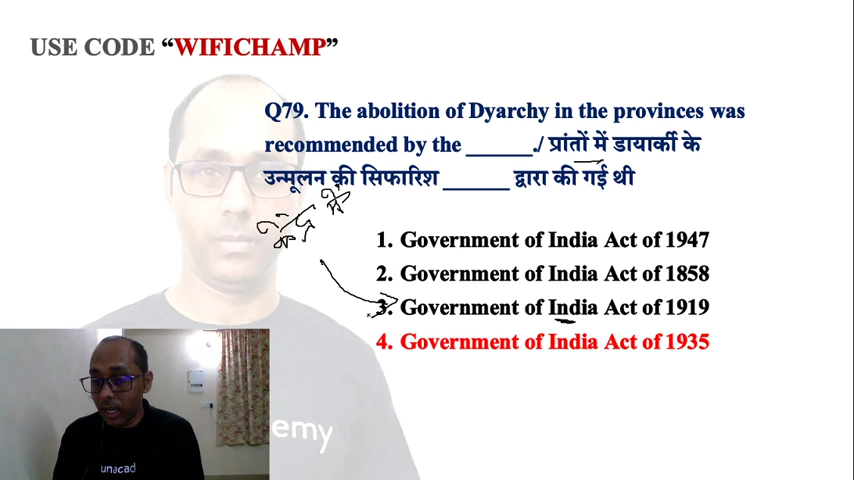 USE CODE “WIFICHAMP”
Q79. The abolition of Dyarchy in the provinces was
recommended by the ______./ प्रांतों में डायार्की के
उन्मूलन की सिफारिश ______ द्वारा की गई थी
केंद्र में
1. Government of India Act of 1947
2. Government of India Act of 1858
3. Government of India Act of 1919
4. Government of India Act of 1935
emy
unacad